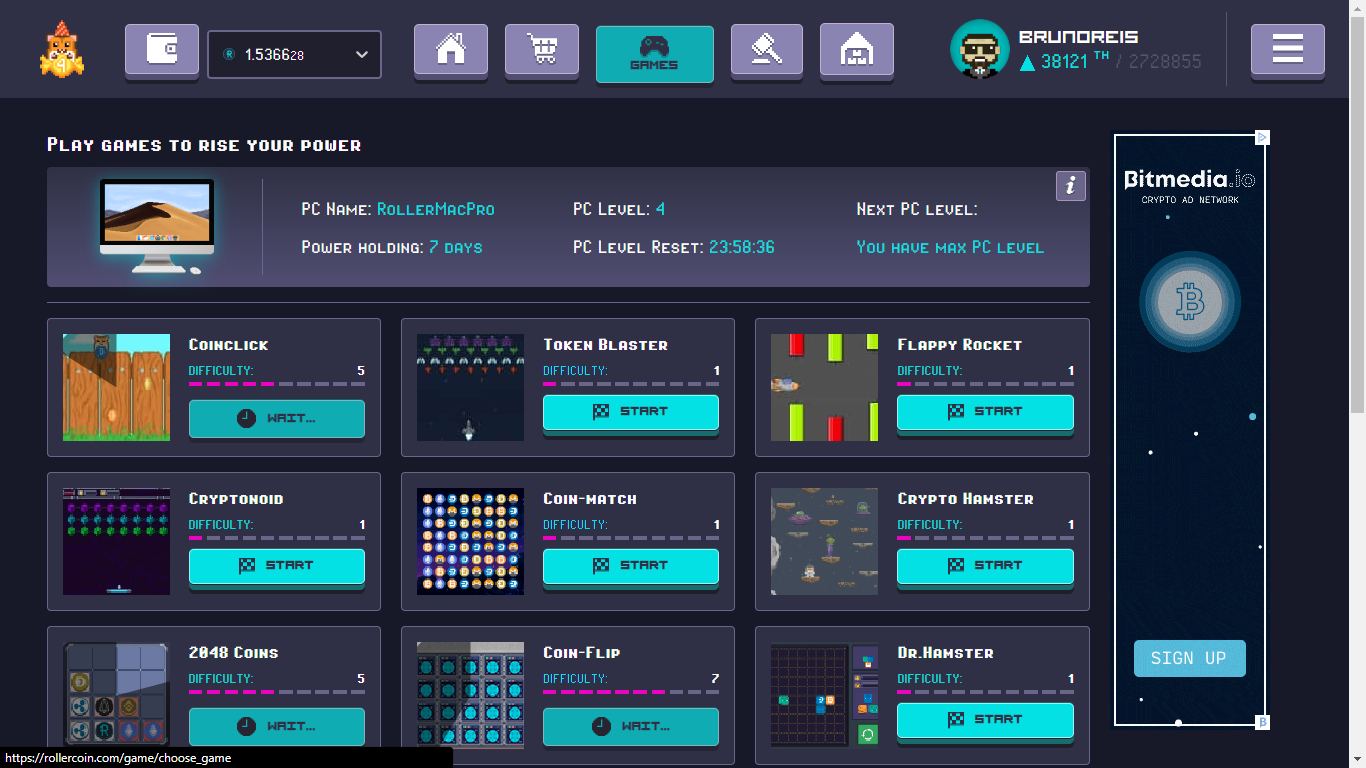 1.536628
GAMES
BRUNOREIS
38121 TH / 2728855
Play games to rise your power
PC Name: RollerMacPro
PC Level: 4
Next PC level:
Power holding: 7 days
PC Level Reset: 23:58:36
You have max PC level
i
Bitmedia.io
CRYPTO AD NETWORK
Coinclick
DIFFICULTY: 5
WAIT...
Token Blaster
DIFFICULTY: 1
START
Flappy Rocket
DIFFICULTY: 1
START
Cryptonoid
DIFFICULTY: 1
START
Coin-match
DIFFICULTY: 1
START
Crypto Hamster
DIFFICULTY: 1
START
2048 Coins
DIFFICULTY: 5
WAIT...
Coin-Flip
DIFFICULTY: 7
WAIT...
Dr.Hamster
DIFFICULTY: 1
START
SIGN UP
https://rollercoin.com/game/choose_game